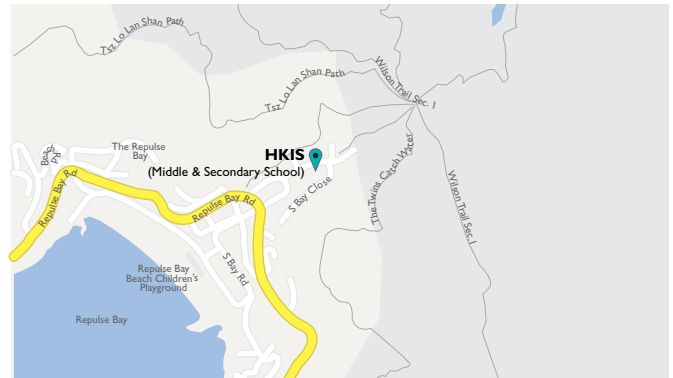 Tsz Lo Lan Shan Path
Wilson Trail Sec. 1
Tsz Lo Lan Shan Path
The Repulse
Bay
Beach
Rd
HKIS
(Middle & Secondary School)
The Twins Catch Water
Repulse Bay Rd
Repulse Bay Rd
S Bay Close
Wilson Trail Sec.1
S Bay Rd
Repulse Bay
Beach Children's
Playground
Repulse Bay